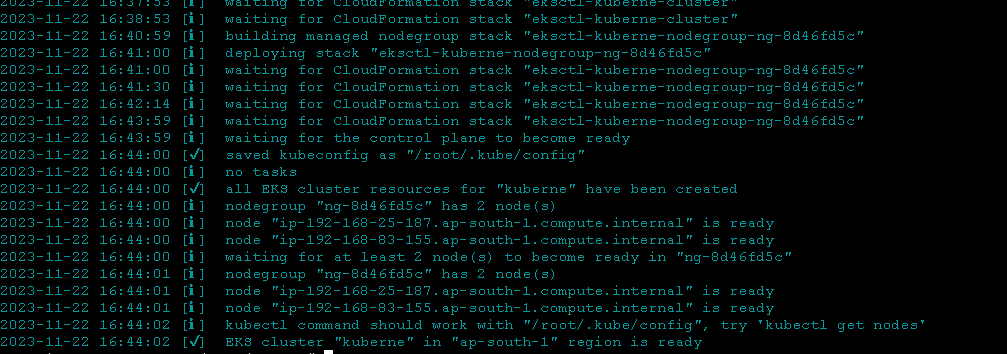 2023-11-22 16:37:53 [ℹ]  waiting for CloudFormation stack "eksctl-kuberne-cluster"
2023-11-22 16:38:53 [ℹ]  waiting for CloudFormation stack "eksctl-kuberne-cluster"
2023-11-22 16:40:59 [ℹ]  building managed nodegroup stack "eksctl-kuberne-nodegroup-ng-8d46fd5c"
2023-11-22 16:41:00 [ℹ]  deploying stack "eksctl-kuberne-nodegroup-ng-8d46fd5c"
2023-11-22 16:41:00 [ℹ]  waiting for CloudFormation stack "eksctl-kuberne-nodegroup-ng-8d46fd5c"
2023-11-22 16:41:30 [ℹ]  waiting for CloudFormation stack "eksctl-kuberne-nodegroup-ng-8d46fd5c"
2023-11-22 16:42:14 [ℹ]  waiting for CloudFormation stack "eksctl-kuberne-nodegroup-ng-8d46fd5c"
2023-11-22 16:43:59 [ℹ]  waiting for CloudFormation stack "eksctl-kuberne-nodegroup-ng-8d46fd5c"
2023-11-22 16:43:59 [ℹ]  waiting for the control plane to become ready
2023-11-22 16:44:00 [✔]  saved kubeconfig as "/root/.kube/config"
2023-11-22 16:44:00 [ℹ]  no tasks
2023-11-22 16:44:00 [✔]  all EKS cluster resources for "kuberne" have been created
2023-11-22 16:44:00 [ℹ]  nodegroup "ng-8d46fd5c" has 2 node(s)
2023-11-22 16:44:00 [ℹ]  node "ip-192-168-25-187.ap-south-1.compute.internal" is ready
2023-11-22 16:44:00 [ℹ]  node "ip-192-168-83-155.ap-south-1.compute.internal" is ready
2023-11-22 16:44:00 [ℹ]  waiting for at least 2 node(s) to become ready in "ng-8d46fd5c"
2023-11-22 16:44:01 [ℹ]  nodegroup "ng-8d46fd5c" has 2 node(s)
2023-11-22 16:44:01 [ℹ]  node "ip-192-168-25-187.ap-south-1.compute.internal" is ready
2023-11-22 16:44:01 [ℹ]  node "ip-192-168-83-155.ap-south-1.compute.internal" is ready
2023-11-22 16:44:02 [ℹ]  kubectl command should work with "/root/.kube/config", try 'kubectl get nodes'
2023-11-22 16:44:02 [✔]  EKS cluster "kuberne" in "ap-south-1" region is ready